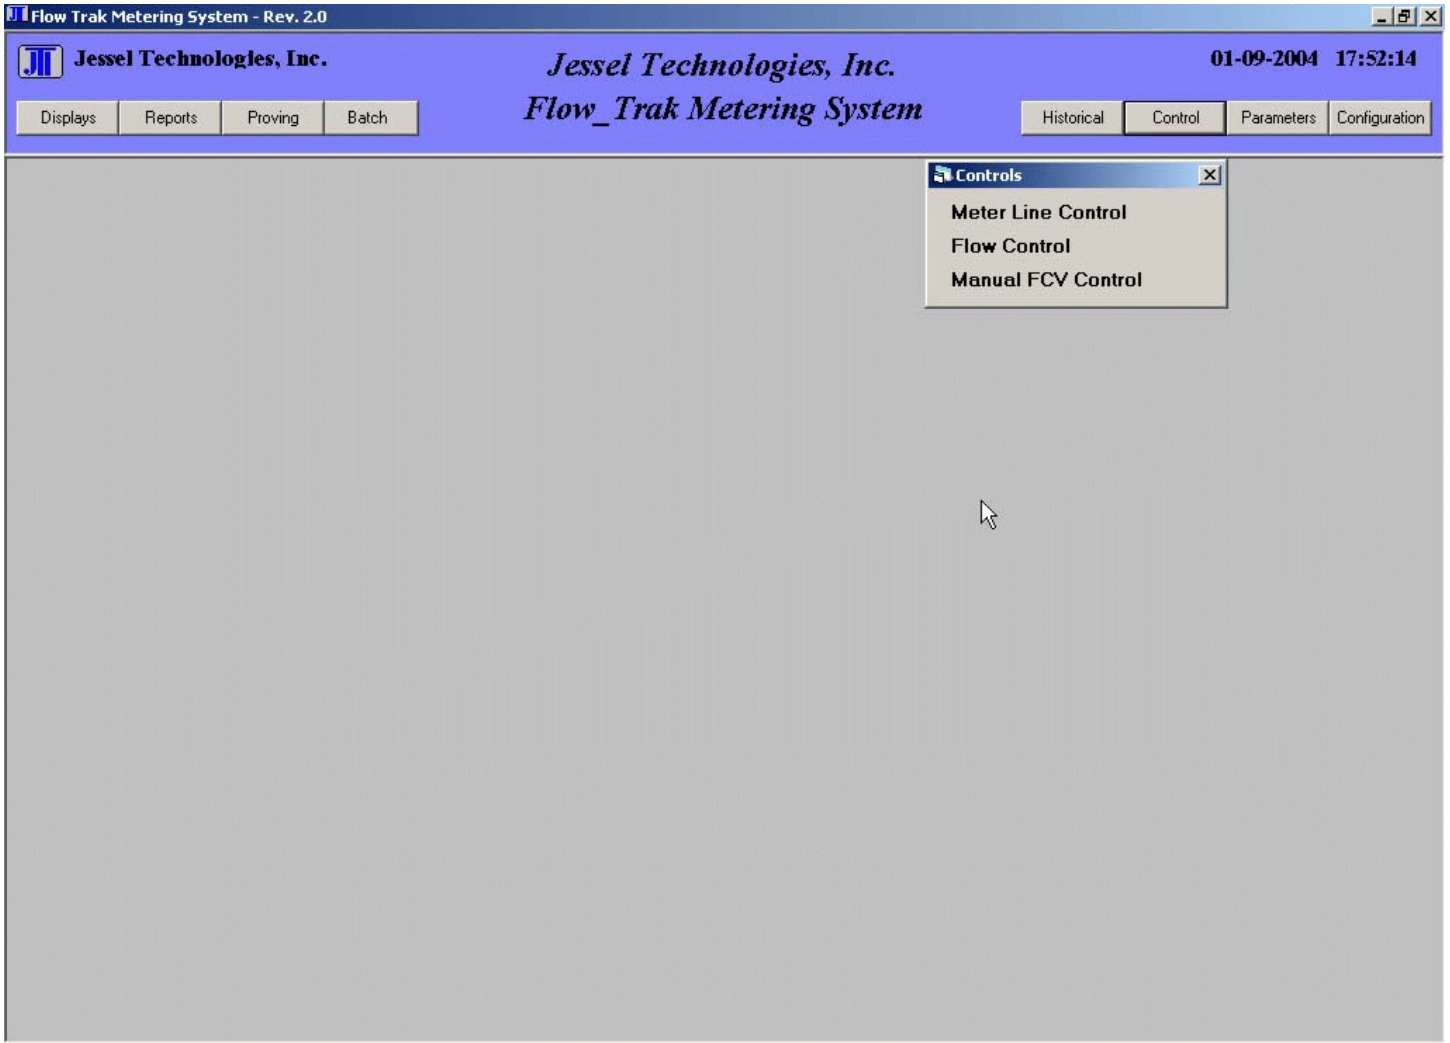 Flow Trak Metering System - Rev. 2.0
JTI Jessel Technologies, Inc.
Jessel Technologies, Inc.
01-09-2004 17:52:14
Displays Reports Proving Batch
Flow_Trak Metering System
Historical Control Parameters Configuration
Controls
Meter Line Control
Flow Control
Manual FCV Control